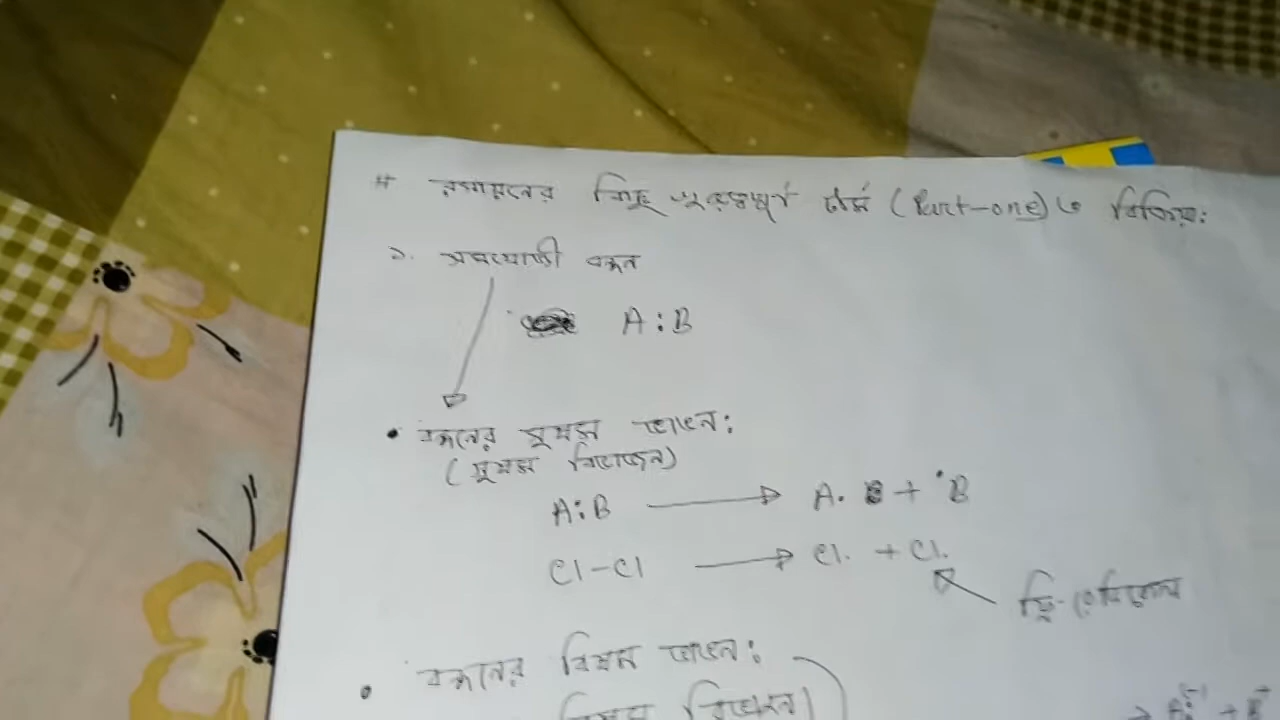 # রসায়নের কিছু গুরুত্বপূর্ণ টার্ম (Part-one) ও বিক্রিয়া:
১. সমযোজী বন্ধন
A:B
• বন্ধনের সুষম ভাঙন:
(সুষম বিভাজন)
A:B → A. + .B
Cl-Cl → Cl. + Cl.
ফ্রি-রেডিকেল
• বন্ধনের বিষম ভাঙন:
বিষম